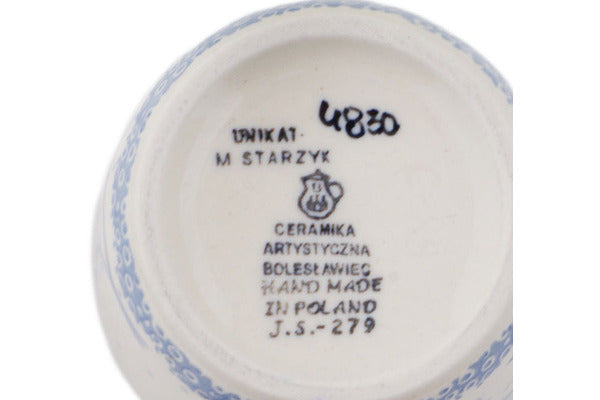 4830
UNIKAT.
M STARZYK
CERAMIKA
ARTYSTYCZNA
BOLESŁAWIEC
HAND MADE
IN POLAND
J.S.-279